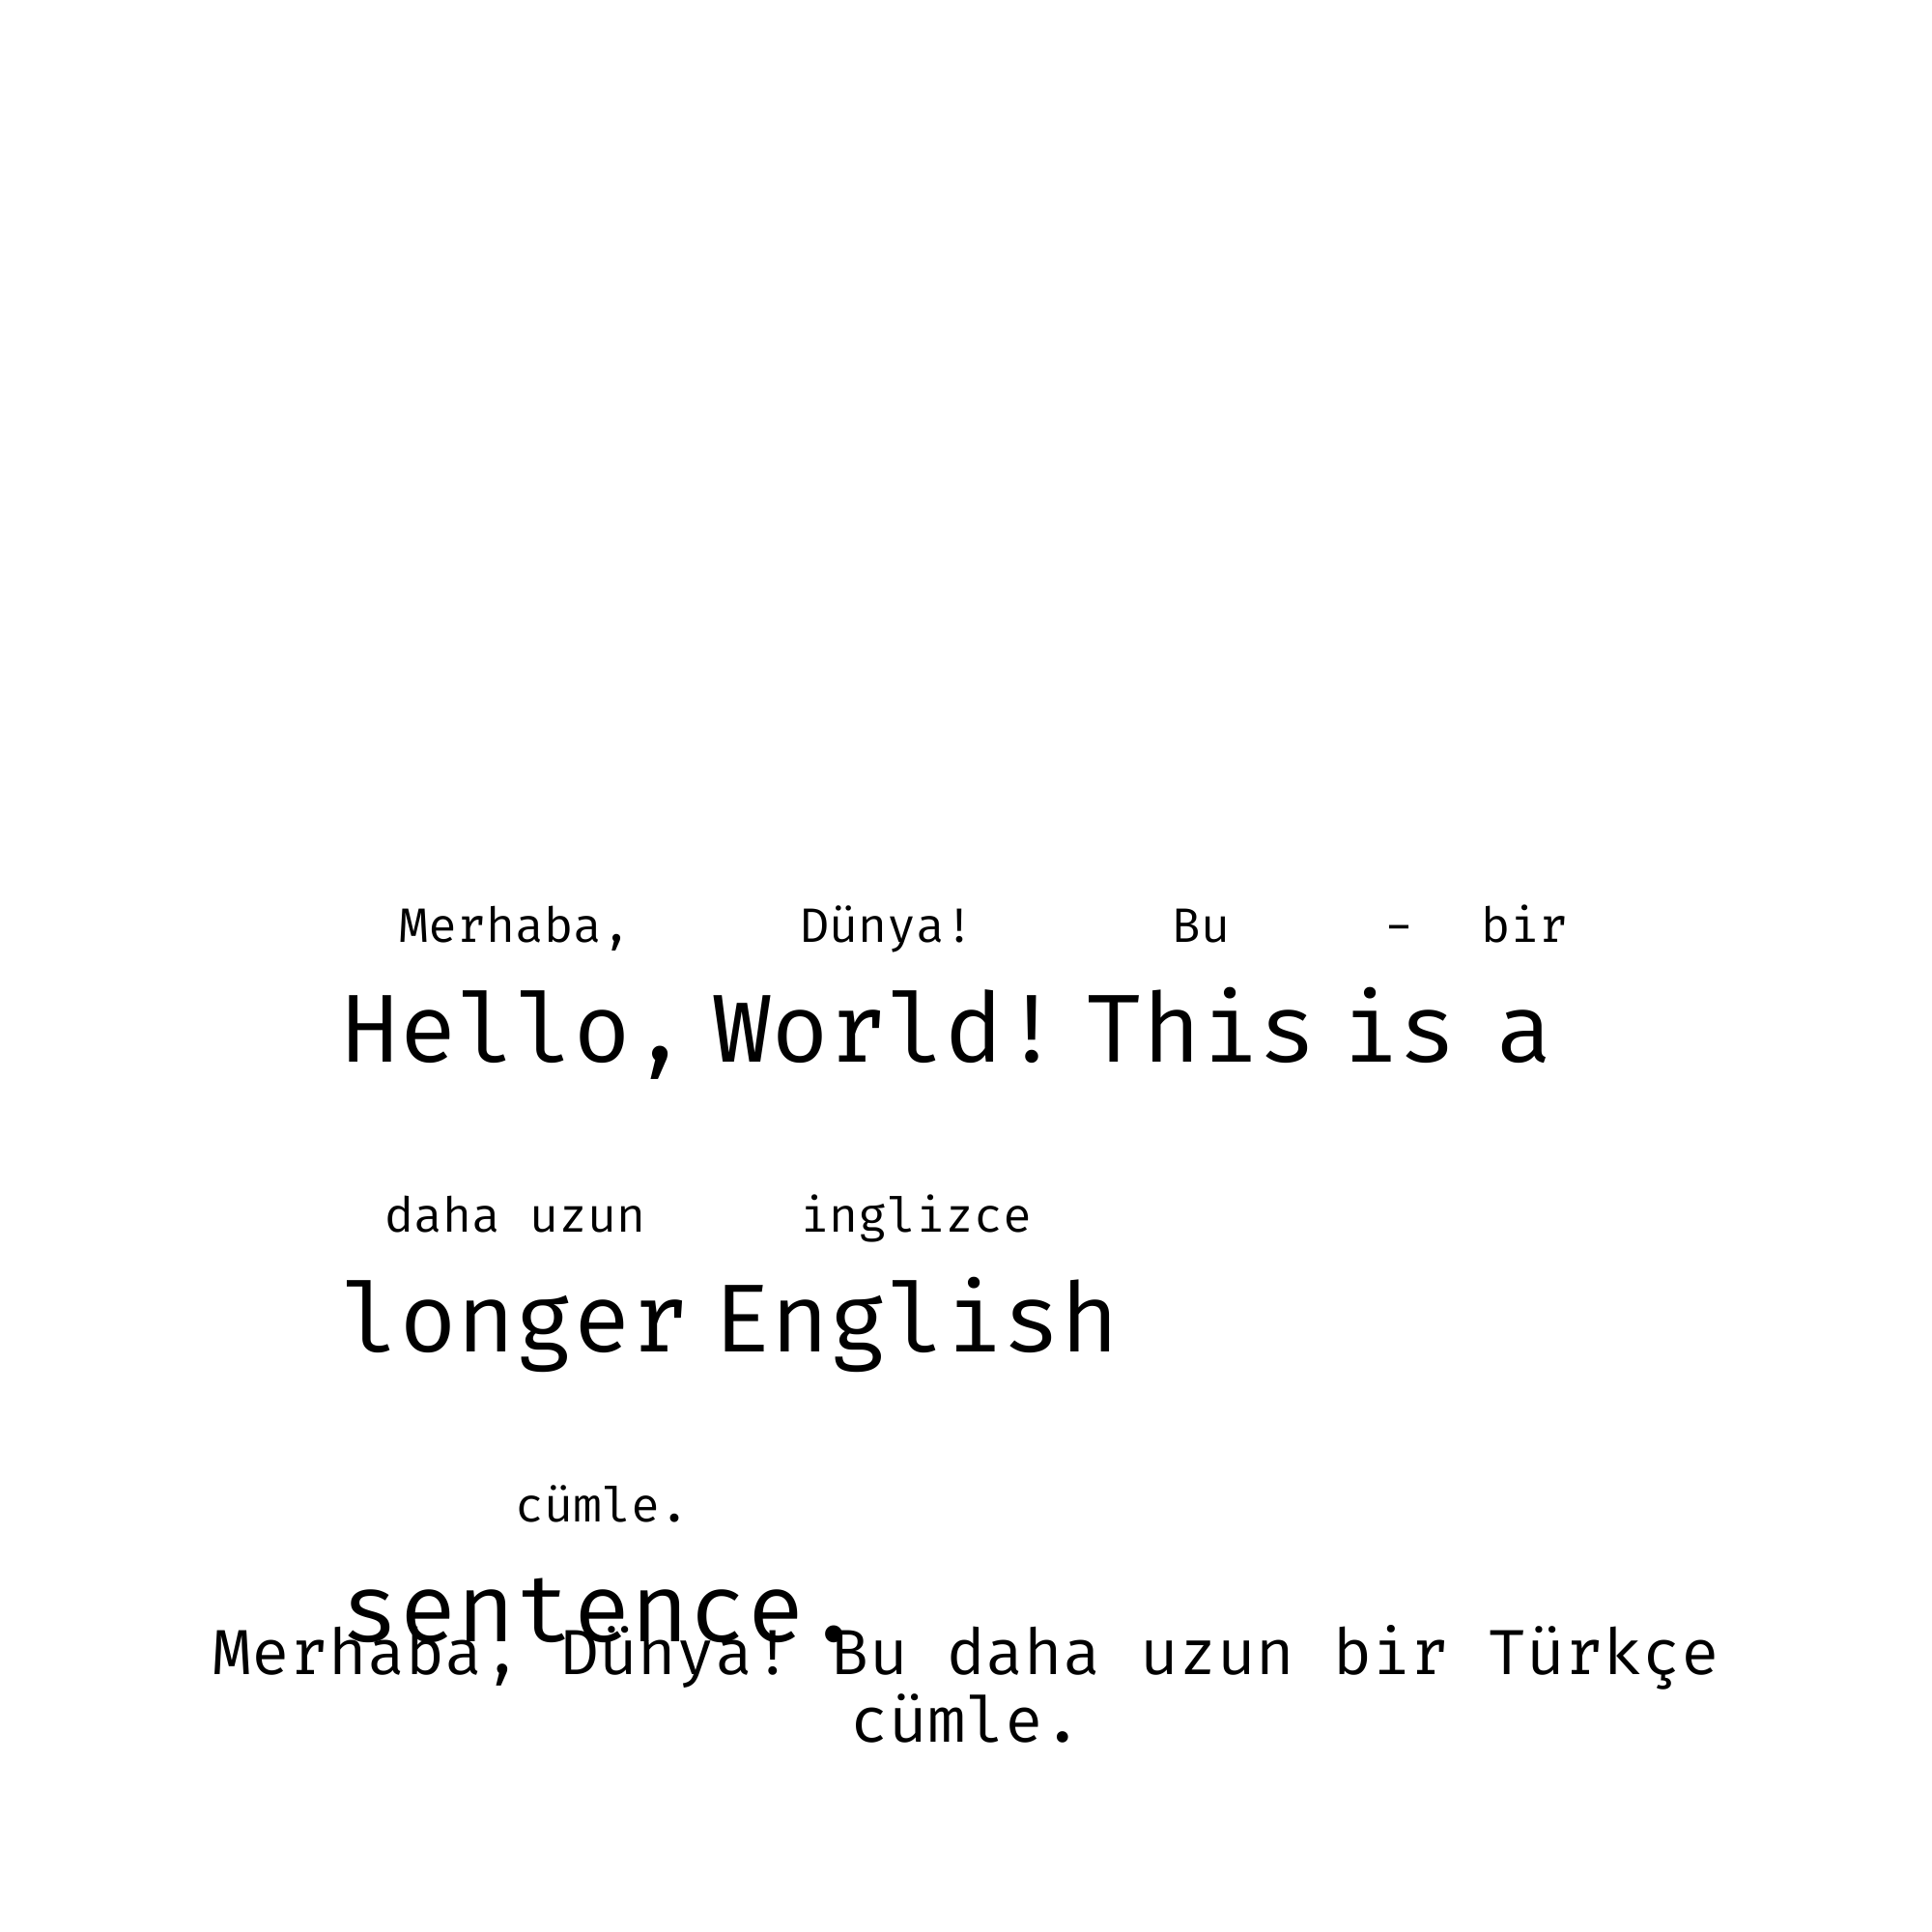 Merhaba, Dünya! Bu – bir
Hello, World! This is a
daha uzun inglizce
longer English
cümle.
sentence.
Merhaba, Dünya! Bu daha uzun bir Türkçe
cümle.